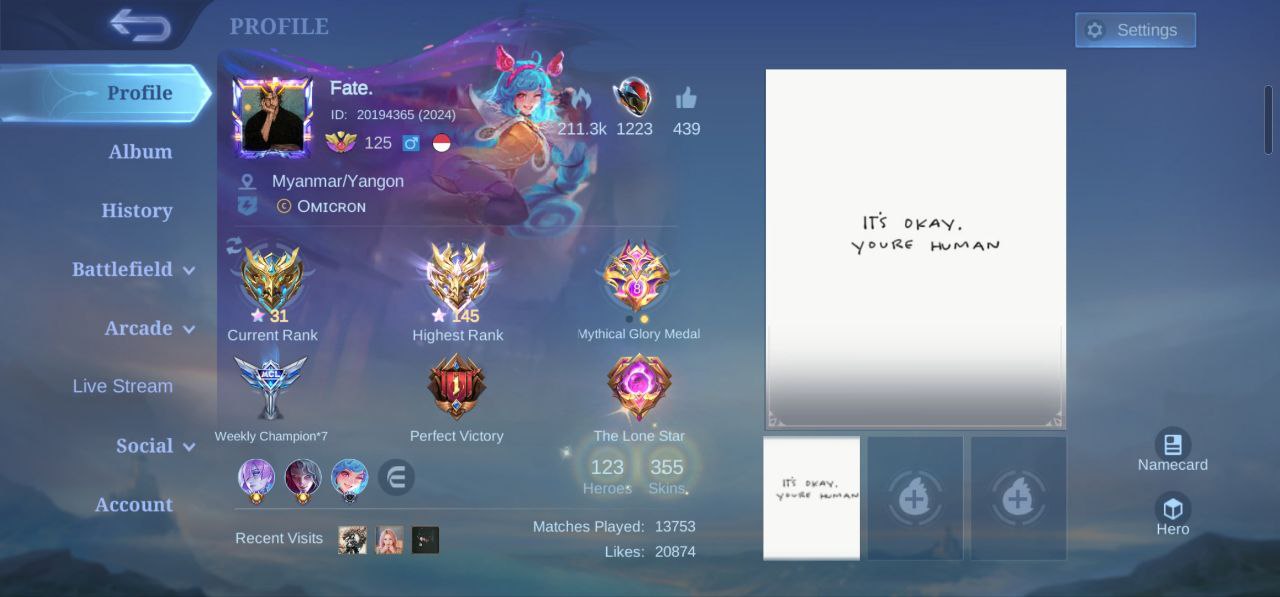 PROFILE
Settings
Profile
Album
History
Battlefield
Arcade
Live Stream
Social
Account
Fate.
ID: 20194365 (2024)
125
211.3k 1223 439
Myanmar/Yangon
© OMICRON
31
Current Rank
145
Highest Rank
8
Mythical Glory Medal
MCL
Weekly Champion*7
1
Perfect Victory
The Lone Star
123 355
Heroes Skins
Recent Visits
Matches Played: 13753
Likes: 20874
IT'S OKAY.
YOURE HUMAN
IT'S OKAY.
YOURE HUMAN
Namecard
Hero